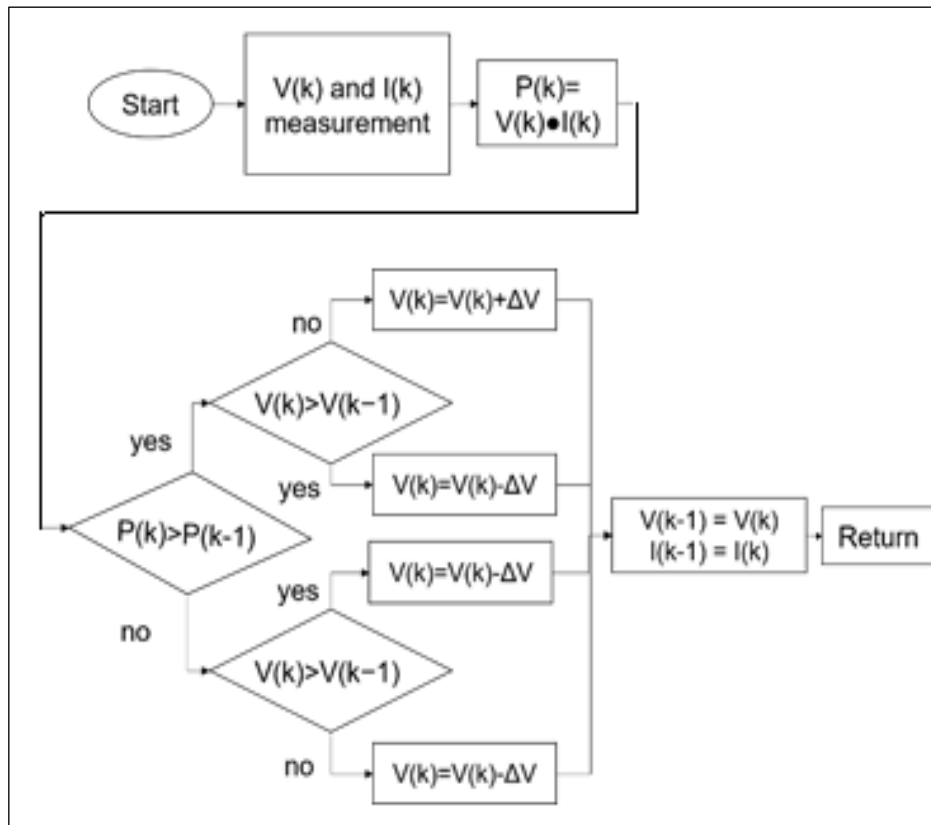 Start
V(k) and I(k)
measurement
P(k)=
V(k)●I(k)
V(k)=V(k)+ΔV
no
V(k)>V(k−1)
yes
yes
V(k)=V(k)-ΔV
P(k)>P(k-1)
V(k-1) = V(k)
I(k-1) = I(k)
Return
yes
V(k)=V(k)-ΔV
no
V(k)>V(k−1)
no
V(k)=V(k)-ΔV